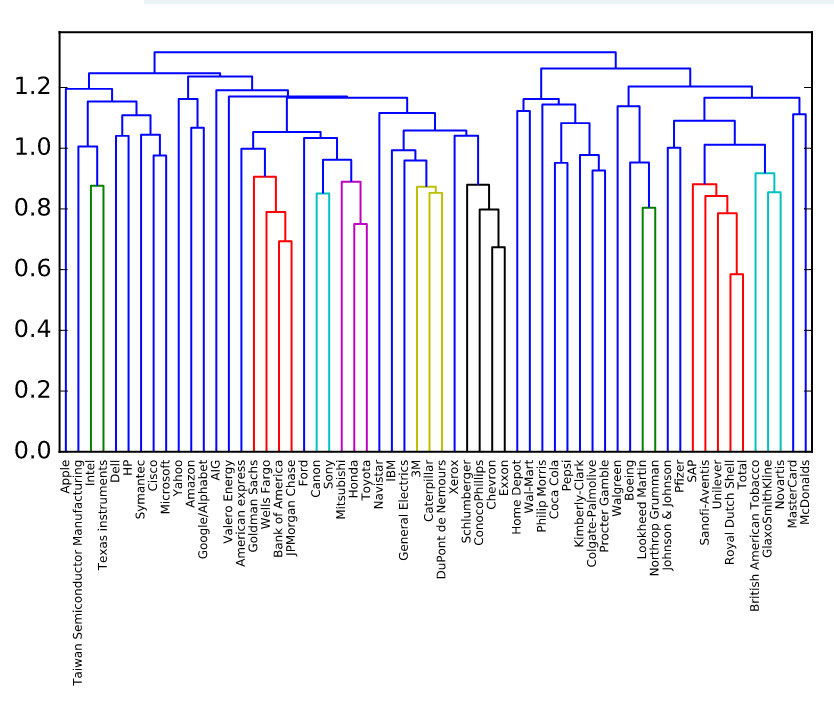 1.2
1.0
0.8
0.6
0.4
0.2
0.0
Apple
Taiwan Semiconductor Manufacturing
Intel
Texas instruments
Dell
HP
Symantec
Cisco
Microsoft
Yahoo
Amazon
Google/Alphabet
AIG
Valero Energy
American express
Goldman Sachs
Wells Fargo
Bank of America
JPMorgan Chase
Ford
Canon
Sony
Mitsubishi
Honda
Toyota
Navistar
IBM
General Electrics
3M
Caterpillar
DuPont de Nemours
Xerox
Schlumberger
ConocoPhillips
Chevron
Exxon
Home Depot
Wal-Mart
Philip Morris
Coca Cola
Pepsi
Kimberly-Clark
Colgate-Palmolive
Procter Gamble
Walgreen
Boeing
Lookheed Martin
Northrop Grumman
Johnson & Johnson
Pfizer
SAP
Sanofi-Aventis
Unilever
Royal Dutch Shell
Total
British American Tobacco
GlaxoSmithKline
Novartis
MasterCard
McDonalds